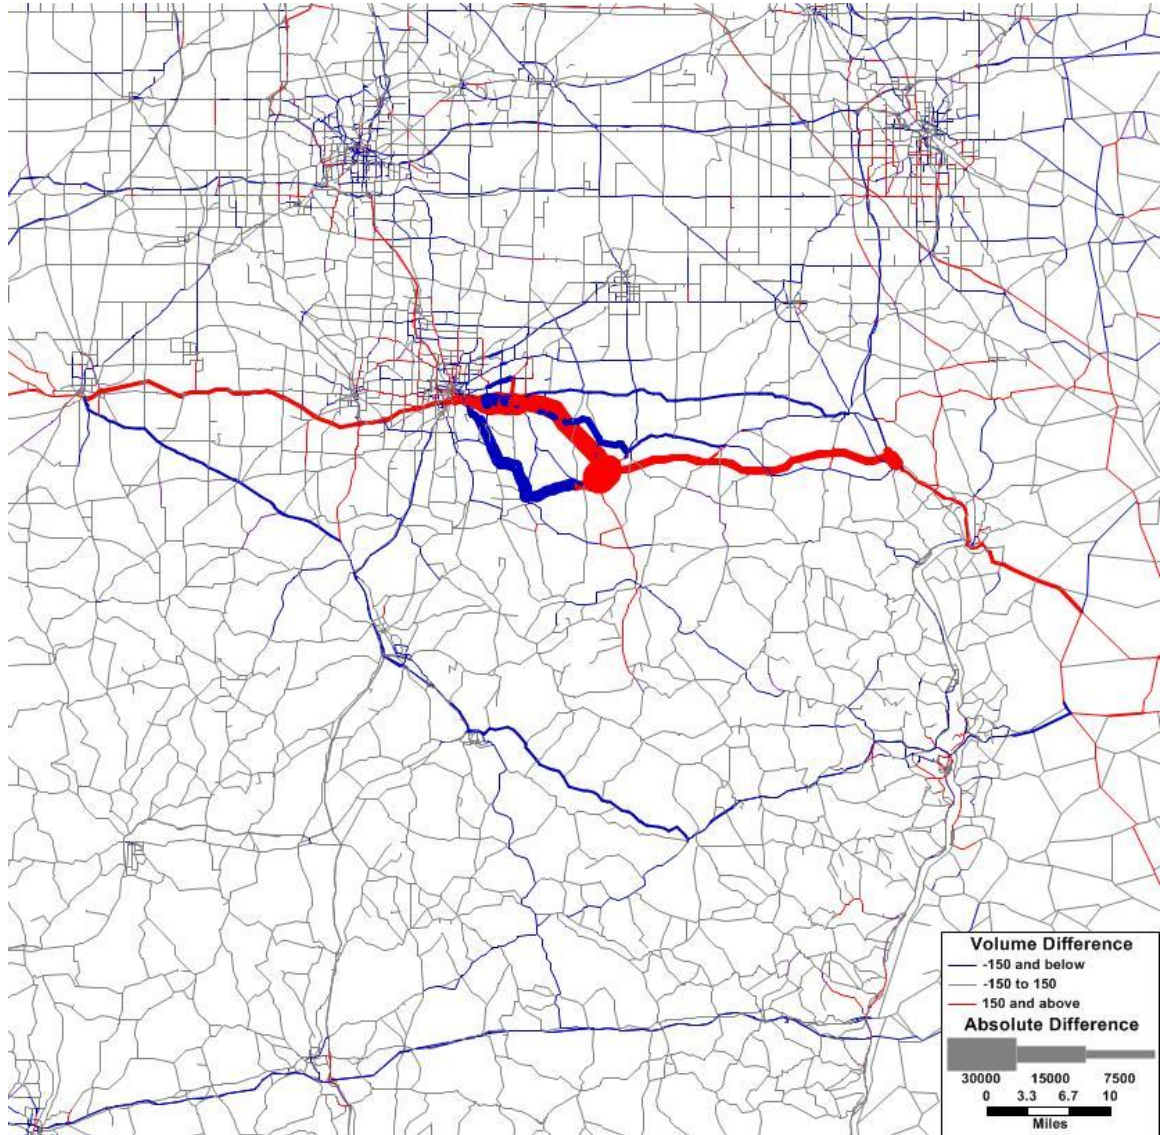 Volume Difference
-150 and below
-150 to 150
150 and above
Absolute Difference
30000 15000 7500
0 3.3 6.7 10
Miles